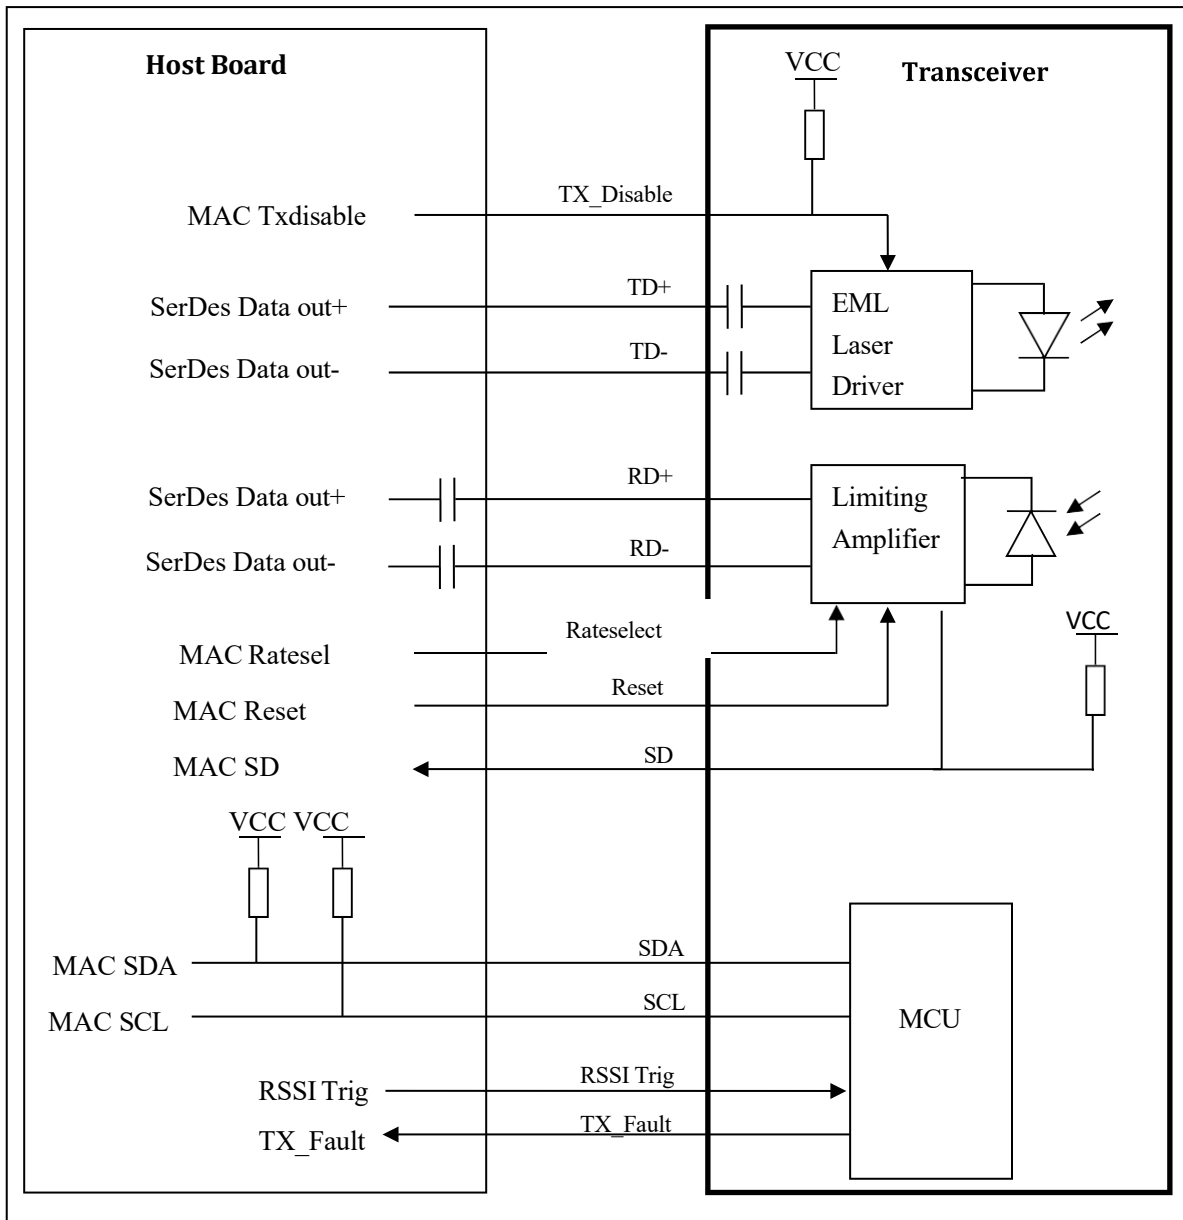 Host Board
VCC
Transceiver
TX_Disable
MAC Txdisable
TD+
SerDes Data out+
EML
Laser
Driver
TD-
SerDes Data out-
RD+
SerDes Data out+
Limiting
Amplifier
RD-
SerDes Data out-
Rateselect
VCC
MAC Ratesel
Reset
MAC Reset
SD
MAC SD
VCC VCC
SDA
MAC SDA
SCL
MAC SCL
MCU
RSSI Trig
RSSI Trig
TX_Fault
TX_Fault